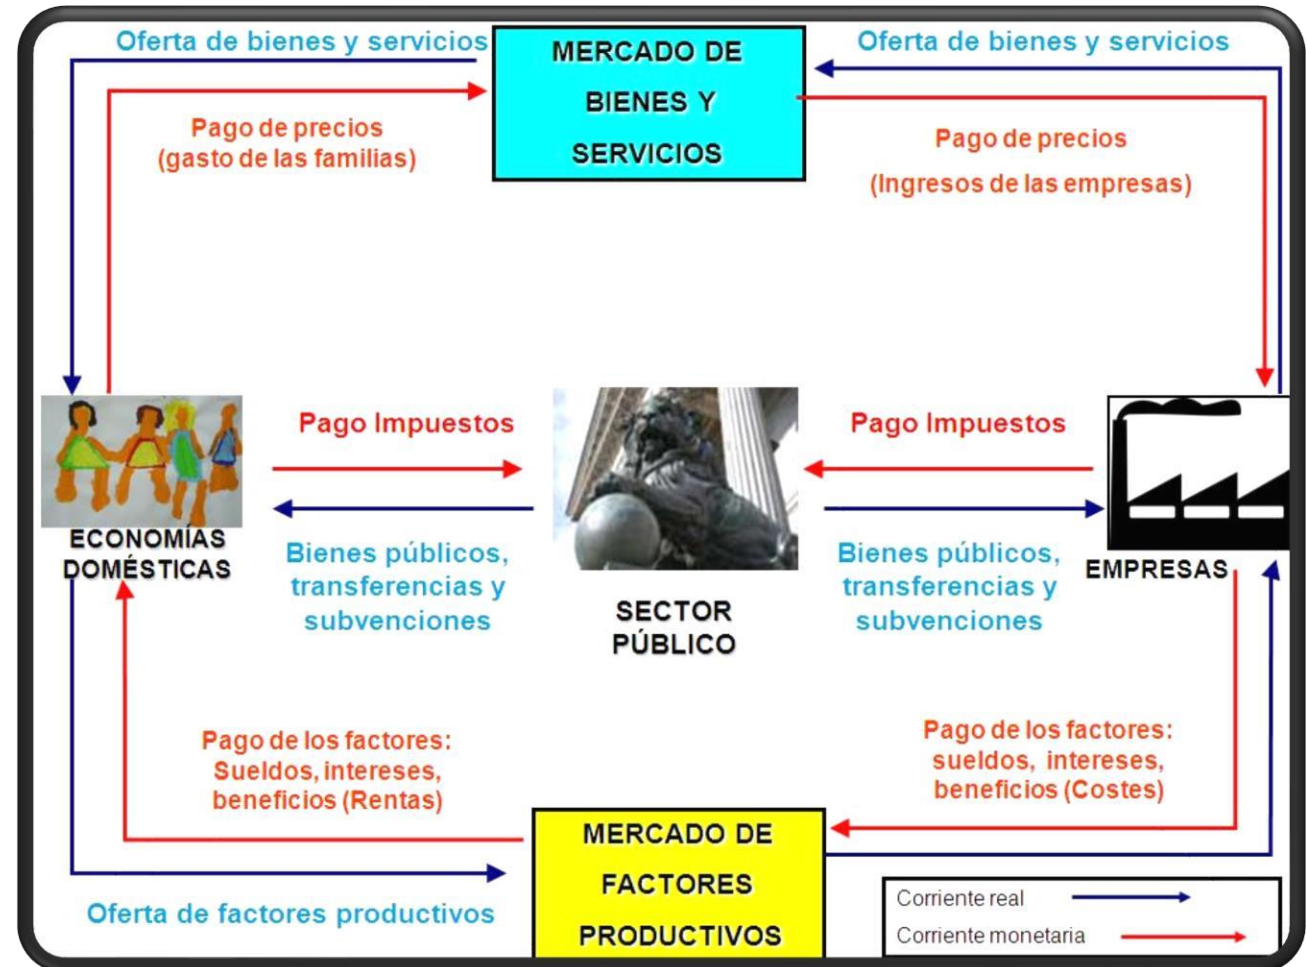 Oferta de bienes y servicios
MERCADO DE
BIENES Y
SERVICIOS
Oferta de bienes y servicios
Pago de precios
(gasto de las familias)
Pago de precios
(Ingresos de las empresas)
Pago Impuestos
Pago Impuestos
ECONOMÍAS
DOMÉSTICAS
Bienes públicos,
transferencias y
subvenciones
SECTOR
PÚBLICO
Bienes públicos,
transferencias y
subvenciones
EMPRESAS
Pago de los factores:
Sueldos, intereses,
beneficios (Rentas)
Pago de los factores:
sueldos, intereses,
beneficios (Costes)
MERCADO DE
FACTORES
PRODUCTIVOS
Oferta de factores productivos
Corriente real
Corriente monetaria